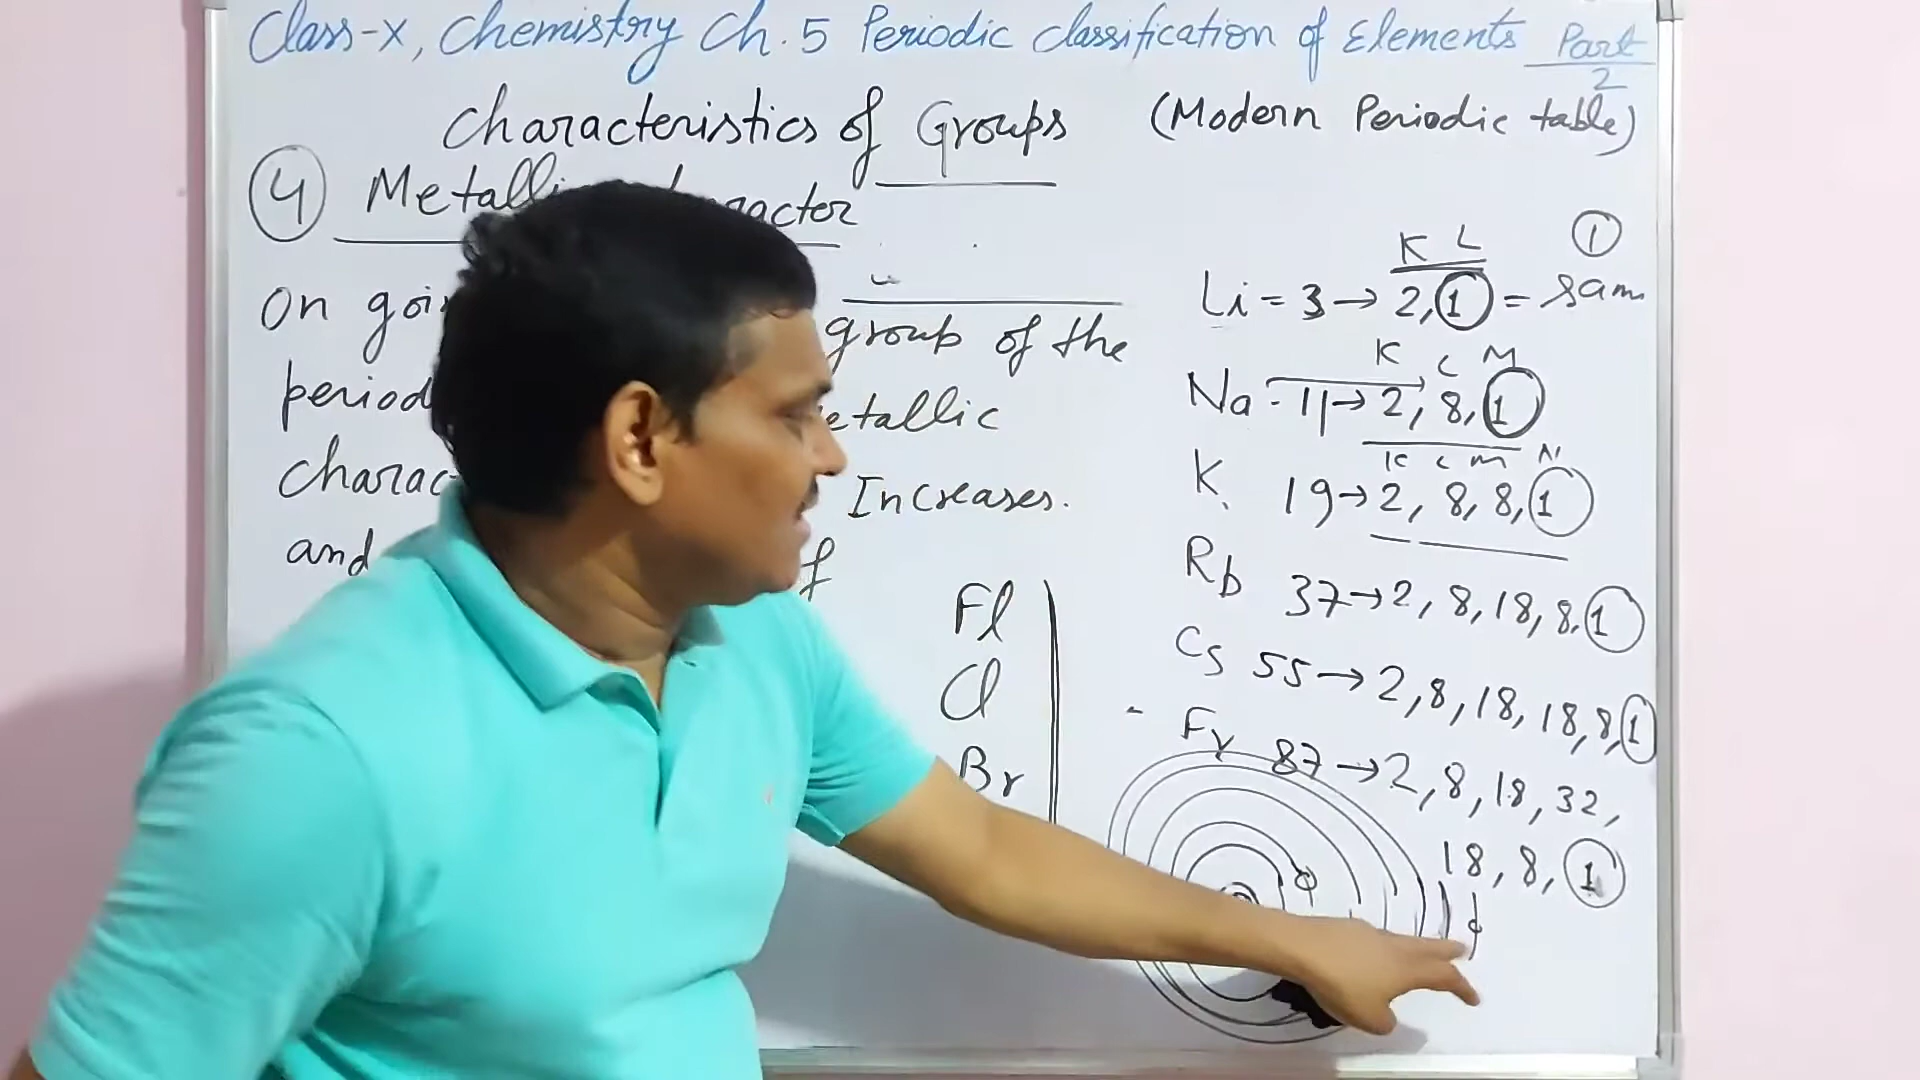 Class-X, Chemistry Ch. 5 Periodic classification of Elements Part 2
Characteristics of Groups (Modern Periodic table)
4 Metalli
On goi group of the
period etallic
charac Increases.
and f
Fl
Cl
Br
1
K L
Li = 3 → 2, 1 = Sam
K L M
Na - 11 → 2, 8, 1
K L M N
K 19 → 2, 8, 8, 1
Rb 37 → 2, 8, 18, 8, 1
Cs 55 → 2, 8, 18, 18, 8, 1
Fr 87 → 2, 8, 18, 32,
18, 8, 1